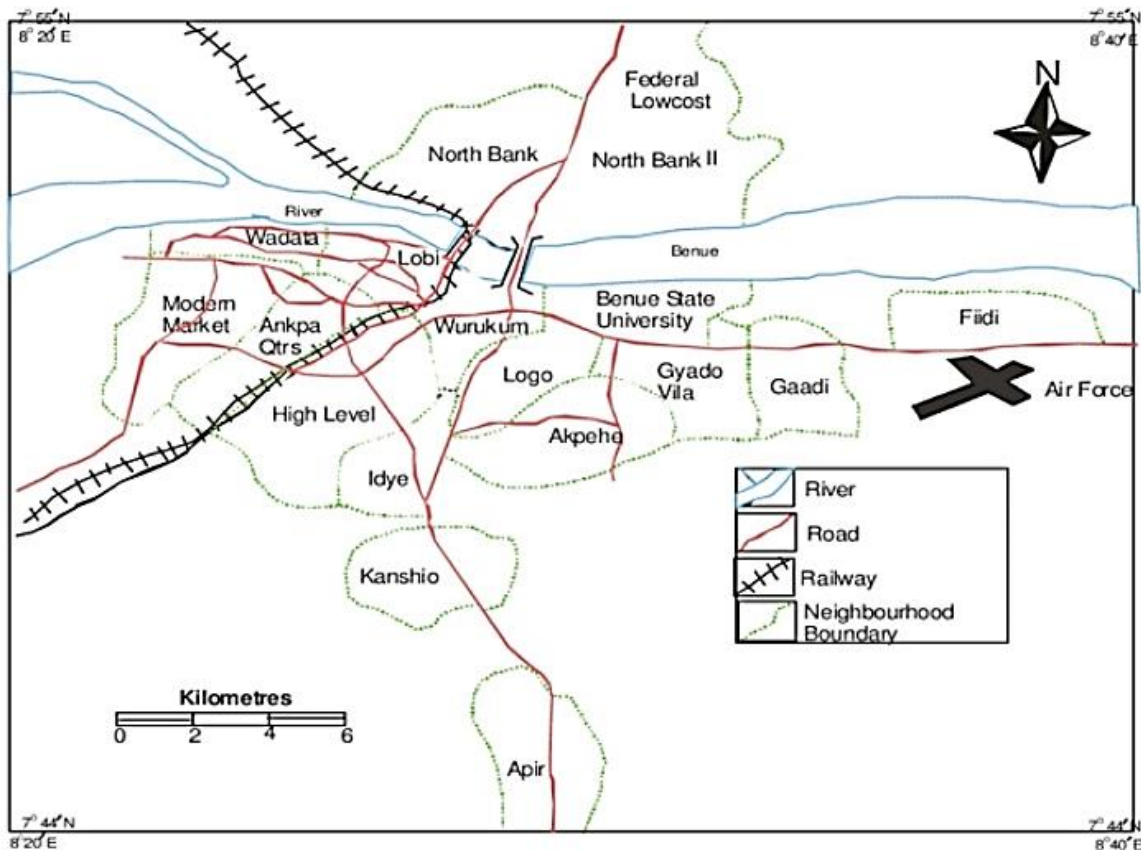 7°55'N
8°20'E
7°55'N
8°40'E
N
Federal
Lowcost
North Bank
North Bank II
River
Wadata
Lobi
Benue
Modern
Market
Ankpa
Qtrs
Wurukum
Benue State
University
Fiidi
Logo
Gyado
Vila
Gaadi
Air Force
High Level
Akpehe
Idye
River
Road
Kanshio
Railway
Neighbourhood
Boundary
Kilometres
0 2 4 6
Apir
7°44'N
8°20'E
7°44'N
8°40'E